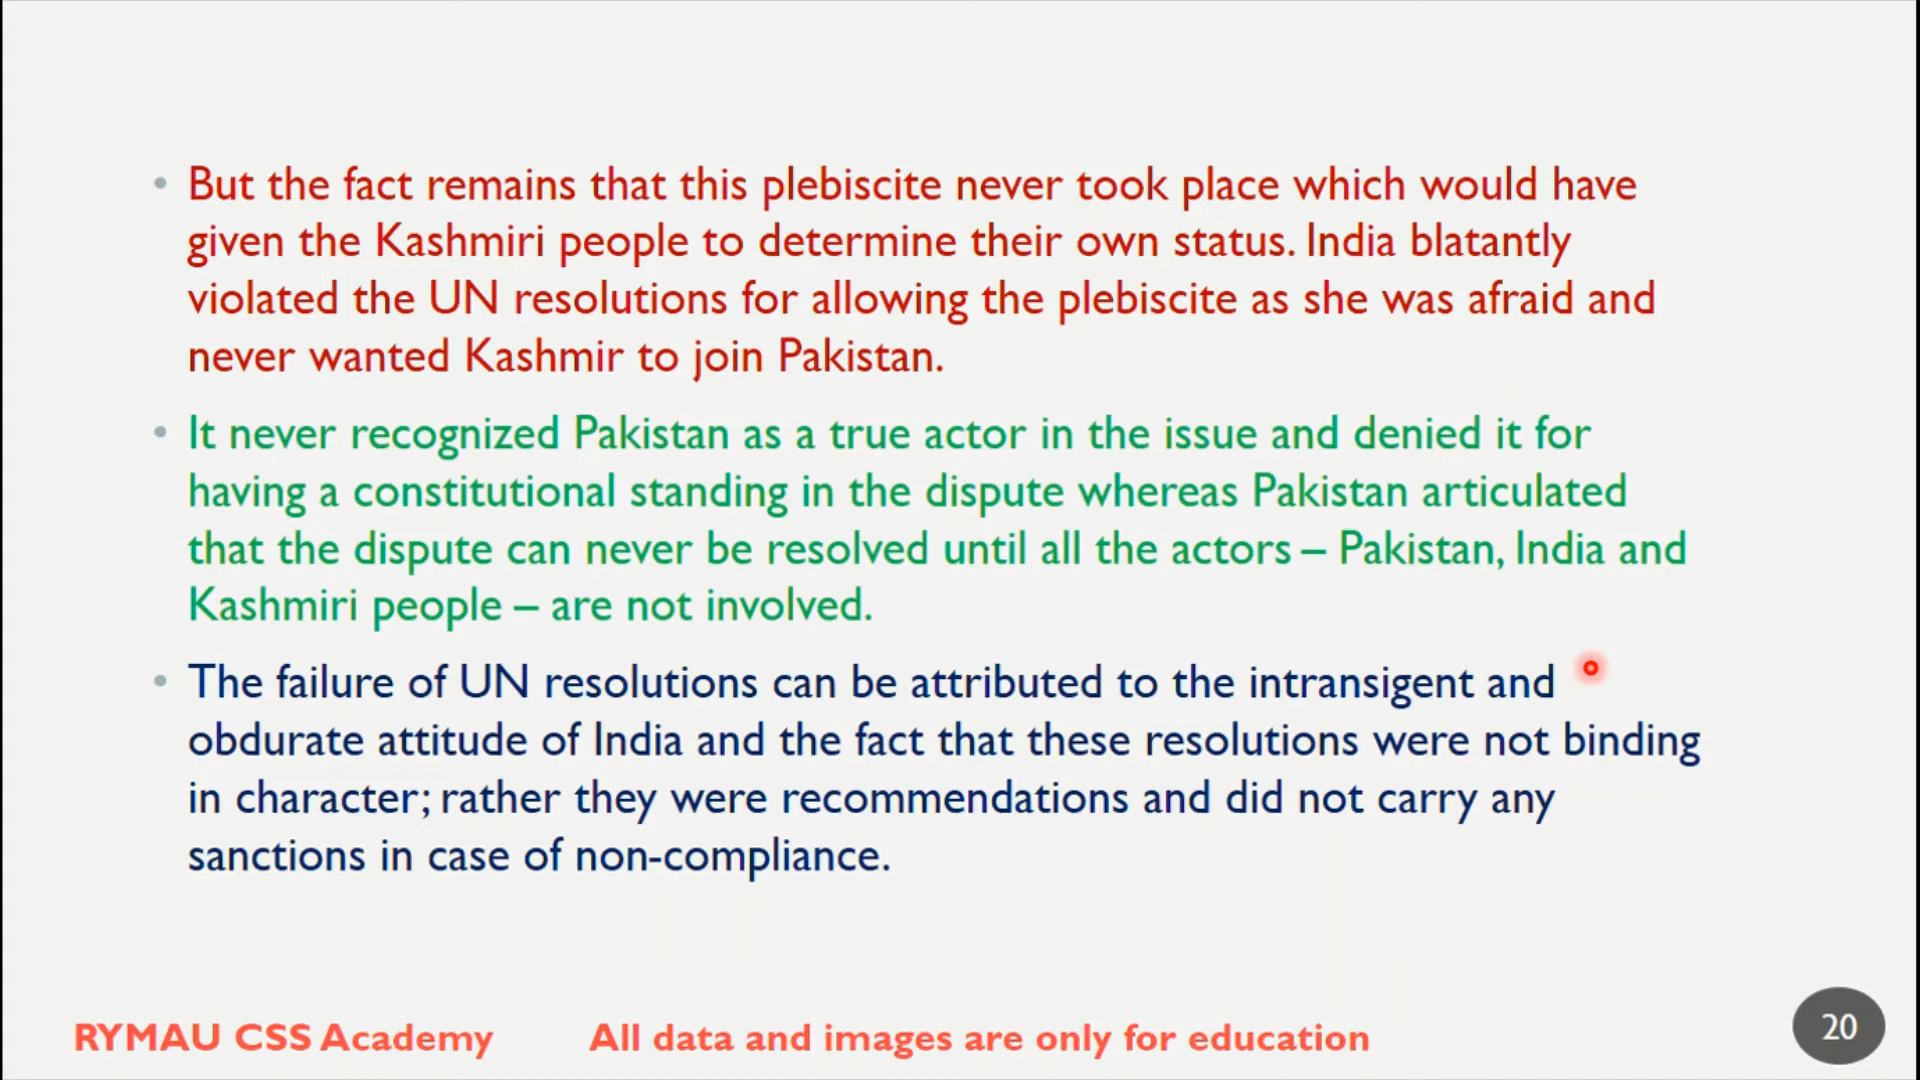 But the fact remains that this plebiscite never took place which would have
given the Kashmiri people to determine their own status. India blatantly
violated the UN resolutions for allowing the plebiscite as she was afraid and
never wanted Kashmir to join Pakistan.
It never recognized Pakistan as a true actor in the issue and denied it for
having a constitutional standing in the dispute whereas Pakistan articulated
that the dispute can never be resolved until all the actors – Pakistan, India and
Kashmiri people – are not involved.
The failure of UN resolutions can be attributed to the intransigent and
obdurate attitude of India and the fact that these resolutions were not binding
in character; rather they were recommendations and did not carry any
sanctions in case of non-compliance.
RYMAU CSS Academy All data and images are only for education
20